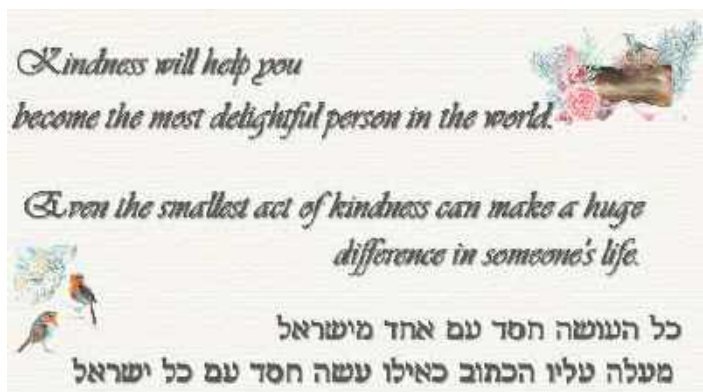 Kindness will help you
become the most delightful person in the world.
Even the smallest act of kindness can make a huge
difference in someone's life.
כל העושה חסד עם אחד מישראל
מעלה עליו הכתוב כאילו עשה חסד עם כל ישראל